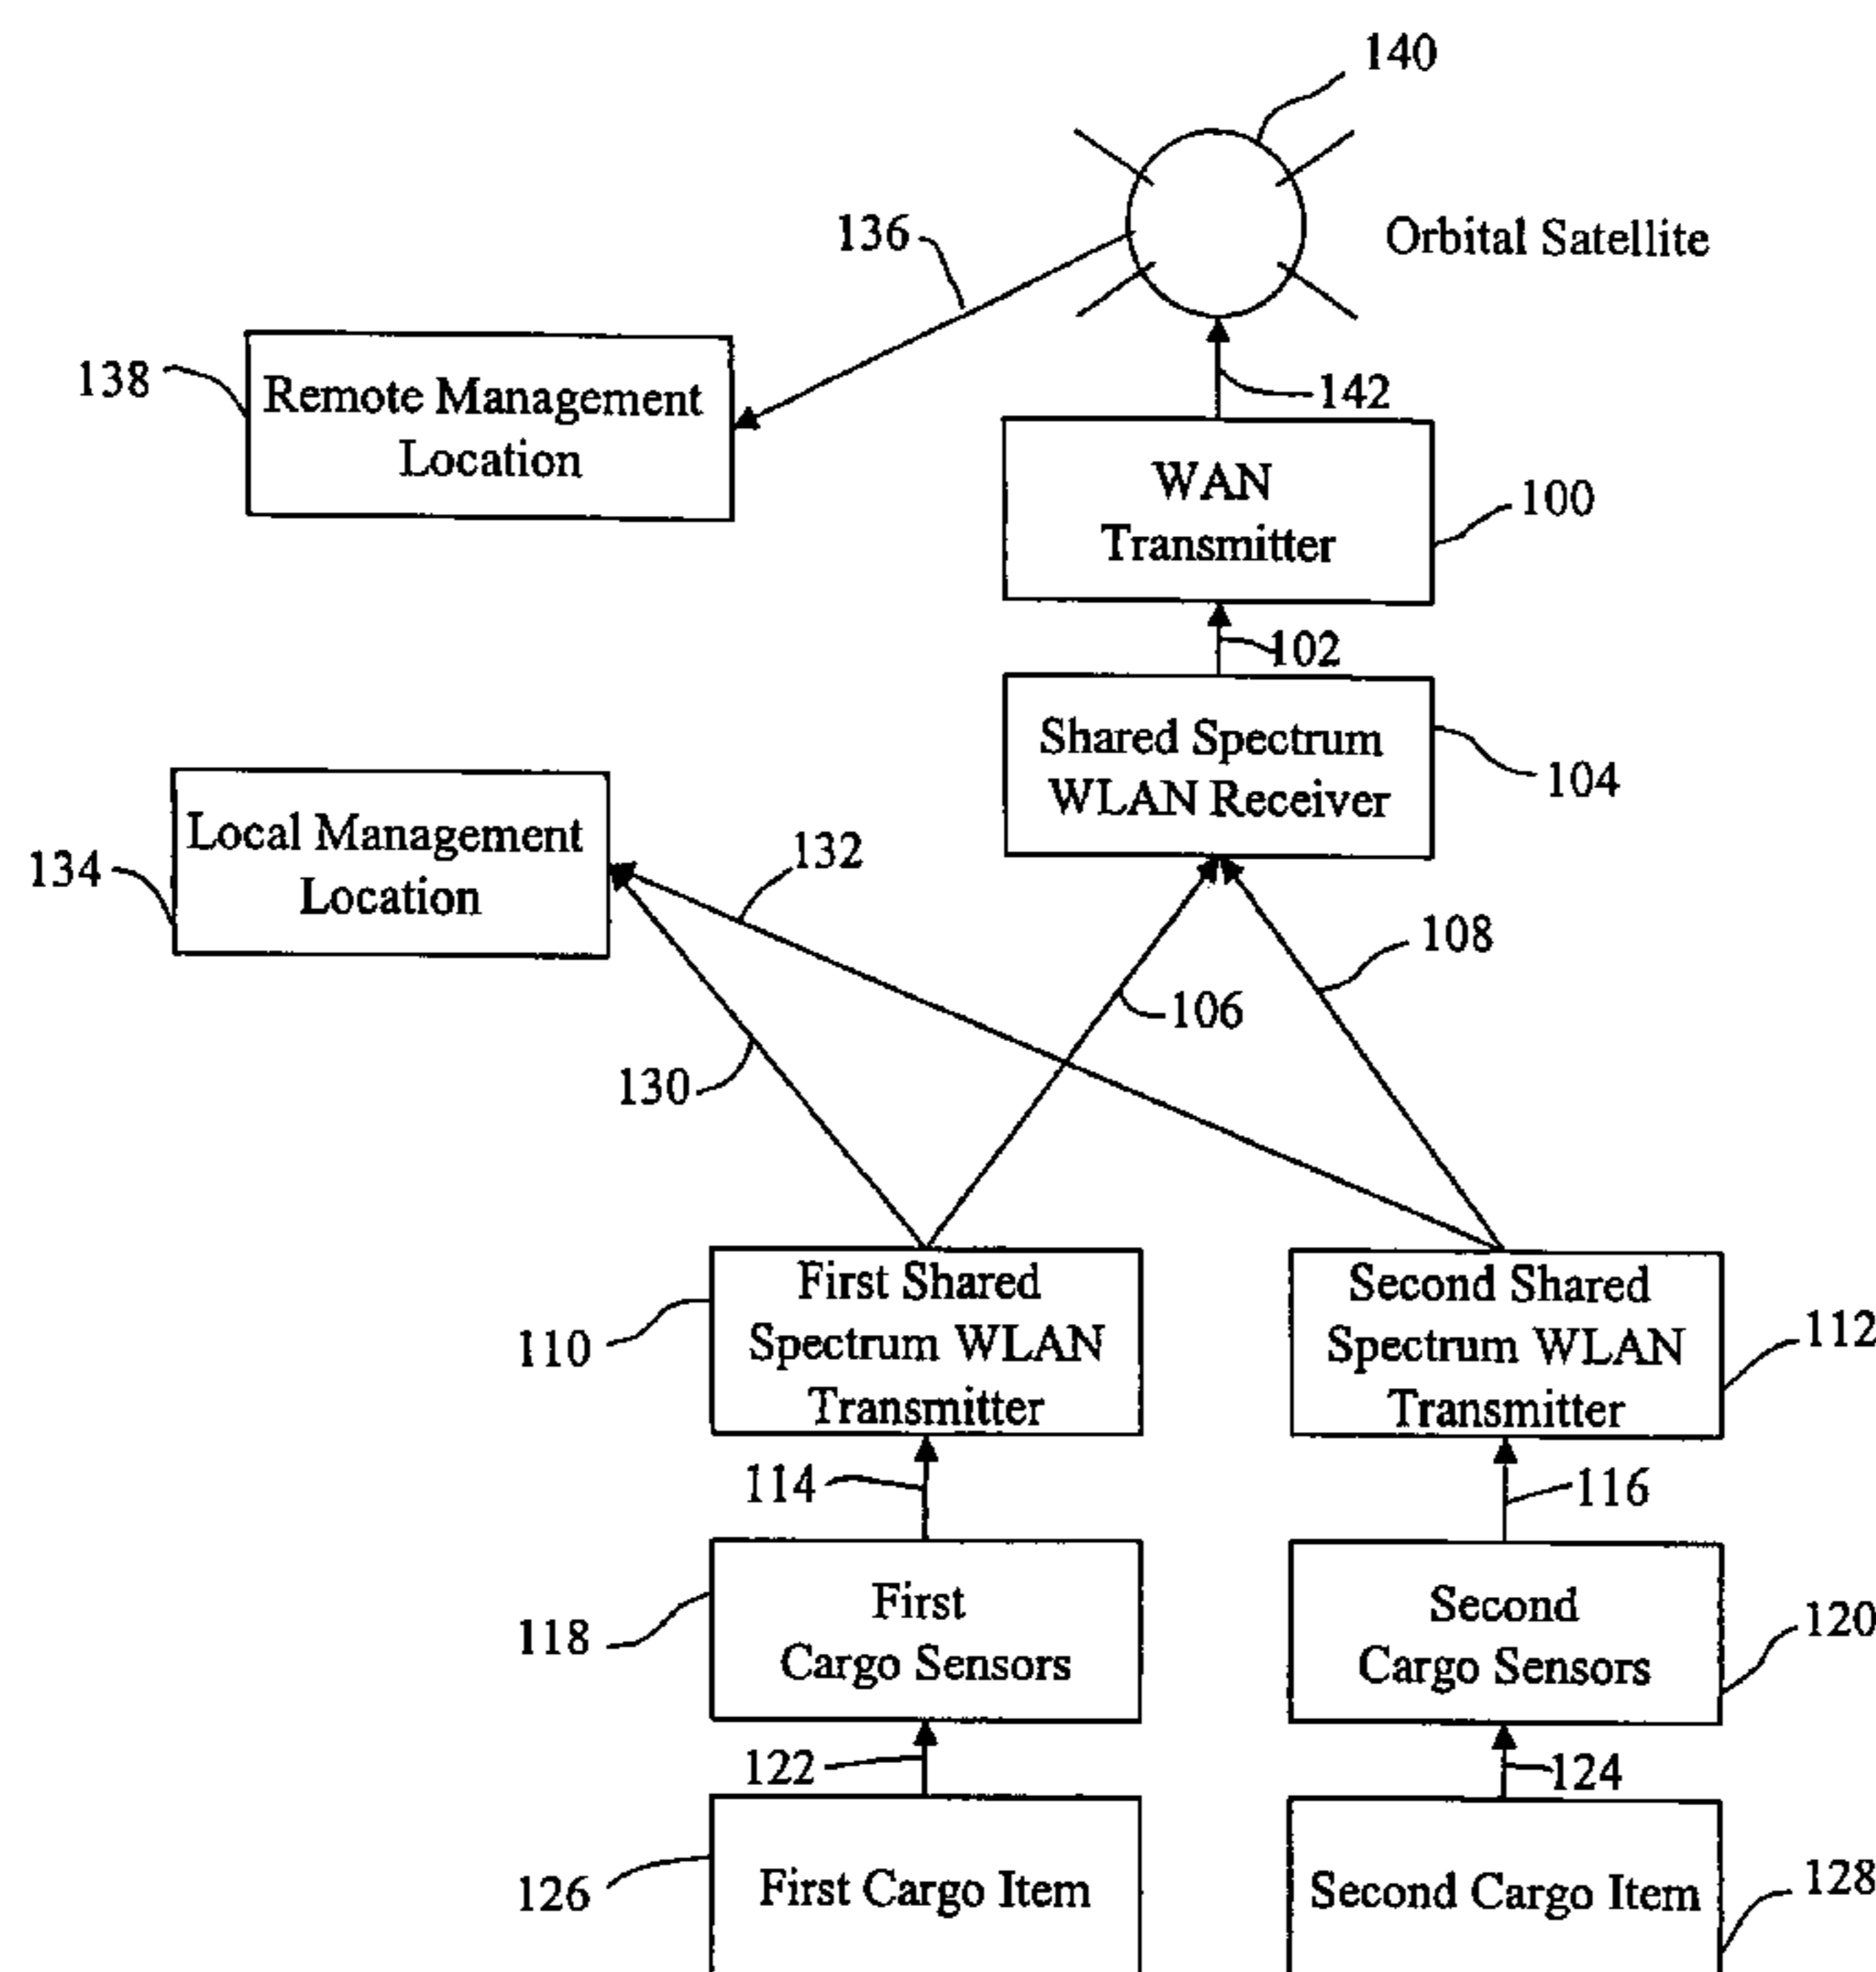 140
136
Orbital Satellite
138
Remote Management
Location
142
WAN
Transmitter
100
102
Shared Spectrum
WLAN Receiver
104
Local Management
Location
134
132
108
106
130
First Shared
Spectrum WLAN
Transmitter
110
Second Shared
Spectrum WLAN
Transmitter
112
114
116
First
Cargo Sensors
118
Second
Cargo Sensors
120
122
124
First Cargo Item
126
Second Cargo Item
128